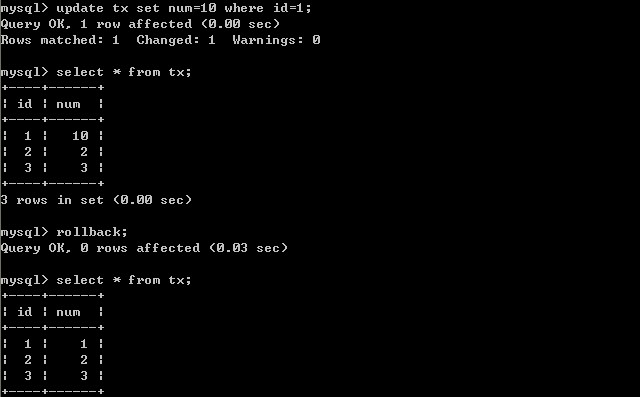 mysql> update tx set num=10 where id=1;
Query OK, 1 row affected (0.00 sec)
Rows matched: 1  Changed: 1  Warnings: 0
mysql> select * from tx;
+----+------+
| id | num  |
+----+------+
|  1 |   10 |
|  2 |    2 |
|  3 |    3 |
+----+------+
3 rows in set (0.00 sec)
mysql> rollback;
Query OK, 0 rows affected (0.03 sec)
mysql> select * from tx;
+----+------+
| id | num  |
+----+------+
|  1 |    1 |
|  2 |    2 |
|  3 |    3 |
+----+------+